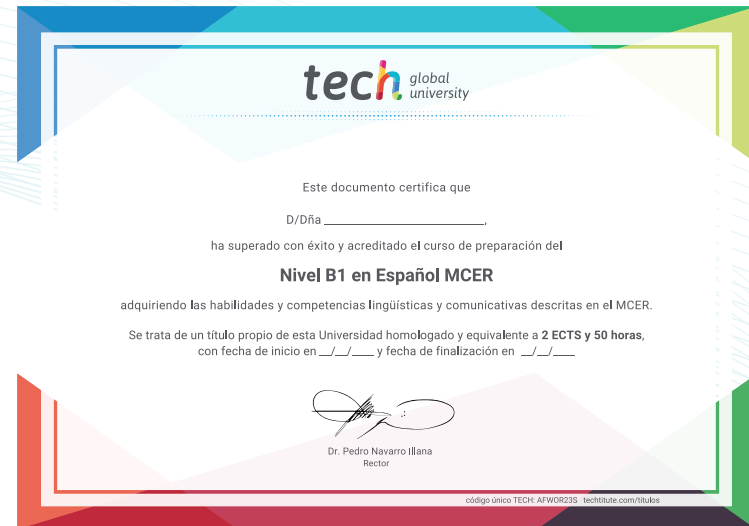 tech global university
Este documento certifica que
D/Dña ________________________,
ha superado con éxito y acreditado el curso de preparación del
Nivel B1 en Español MCER
adquiriendo las habilidades y competencias lingüísticas y comunicativas descritas en el MCER.
Se trata de un título propio de esta Universidad homologado y equivalente a 2 ECTS y 50 horas,
con fecha de inicio en __/__/____ y fecha de finalización en __/__/____
Dr. Pedro Navarro Illana
Rector
código único TECH: AFWOR23S techtitute.com/titulos